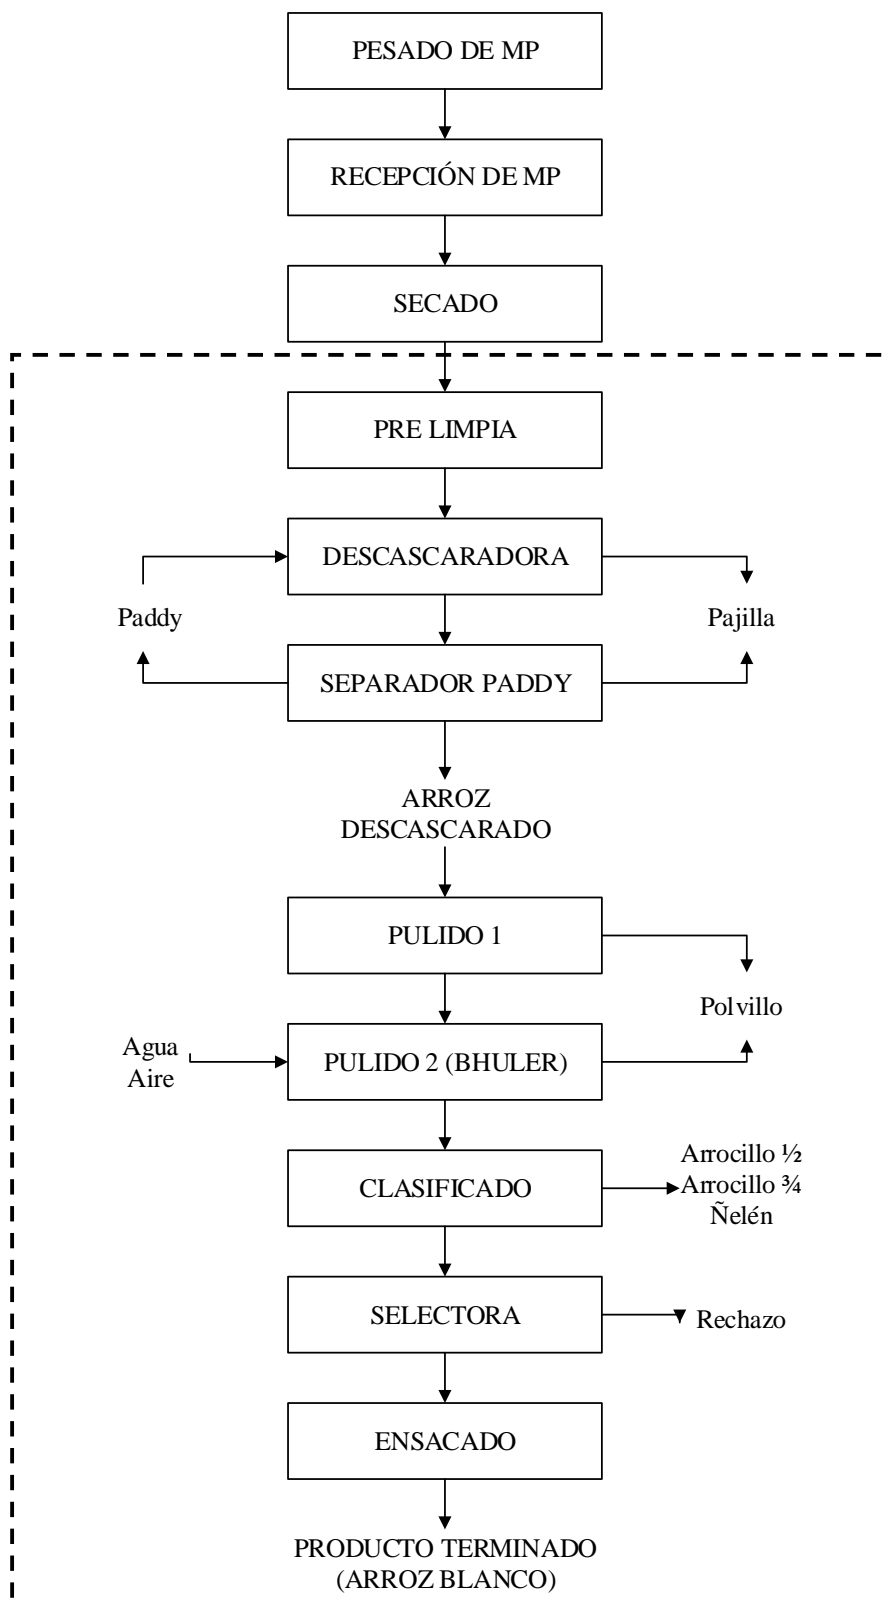 PESADO DE MP
RECEPCIÓN DE MP
SECADO
PRE LIMPIA
DESCASCARADORA
Paddy
Pajilla
SEPARADOR PADDY
ARROZ
DESCASCARADO
PULIDO 1
Polvillo
Agua
Aire
PULIDO 2 (BHULER)
CLASIFICADO
Arrocillo ½
Arrocillo ¾
Ñelén
SELECTORA
Rechazo
ENSACADO
PRODUCTO TERMINADO
(ARROZ BLANCO)